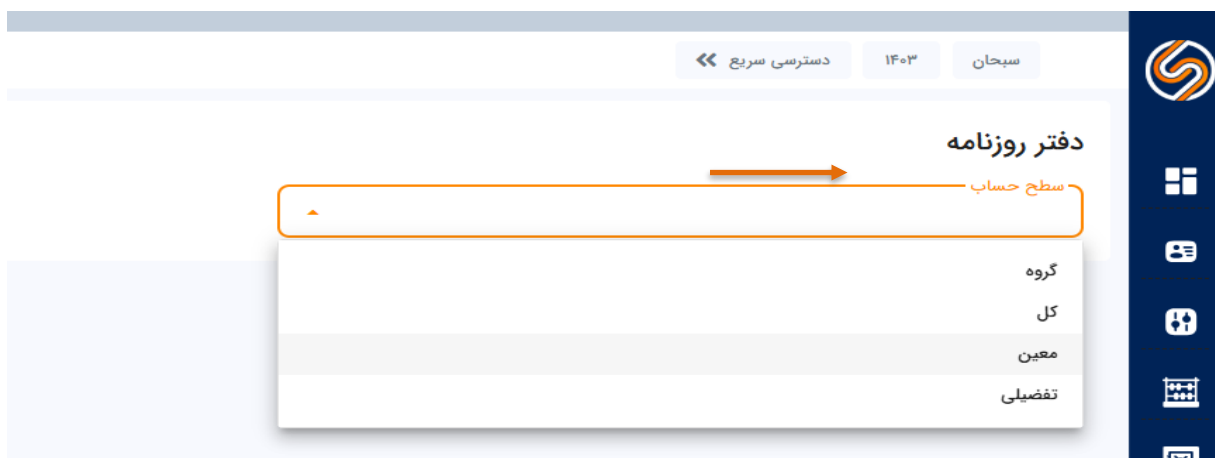 سبحان ۱۴۰۳ دسترسی سریع
دفتر روزنامه
سطح حساب
گروه
کل
معین
تفضیلی